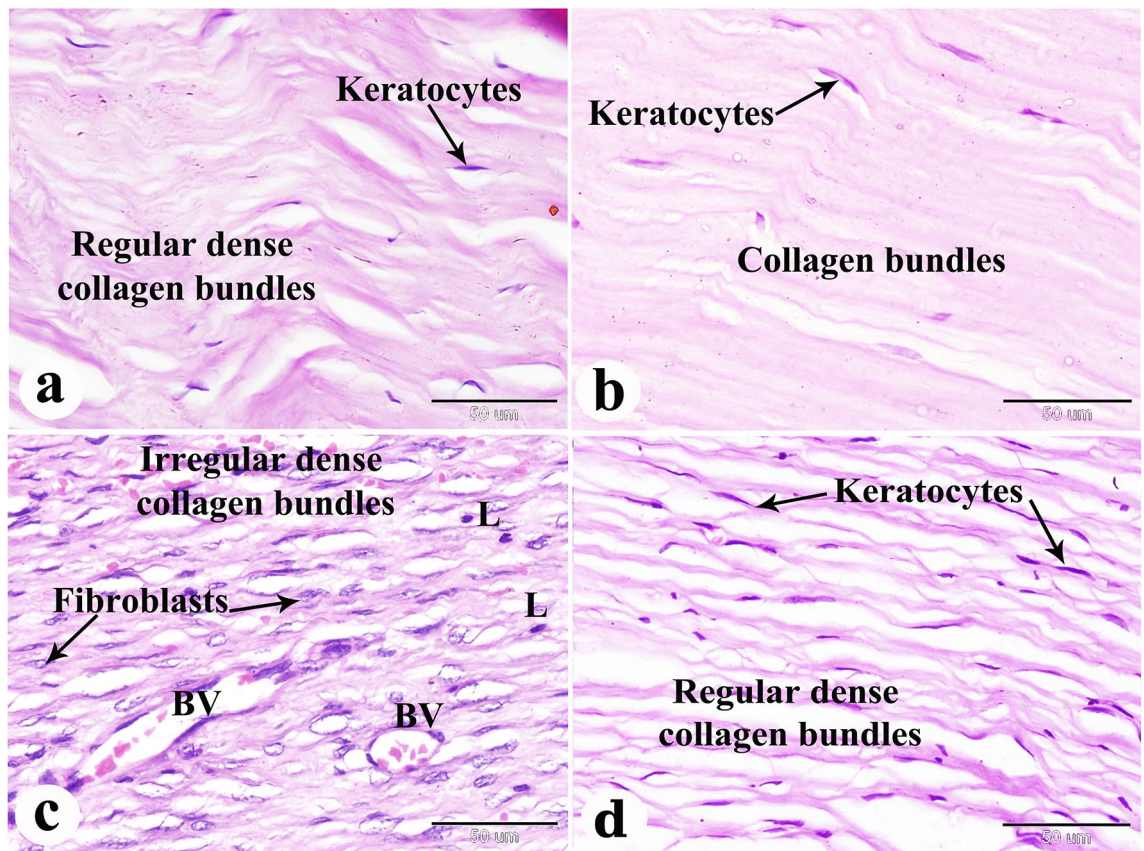 Keratocytes
Regular dense
collagen bundles
a
50 um
Keratocytes
Collagen bundles
b
50 um
Irregular dense
collagen bundles
L
Fibroblasts
L
BV
BV
c
50 um
Keratocytes
Regular dense
collagen bundles
d
50 um